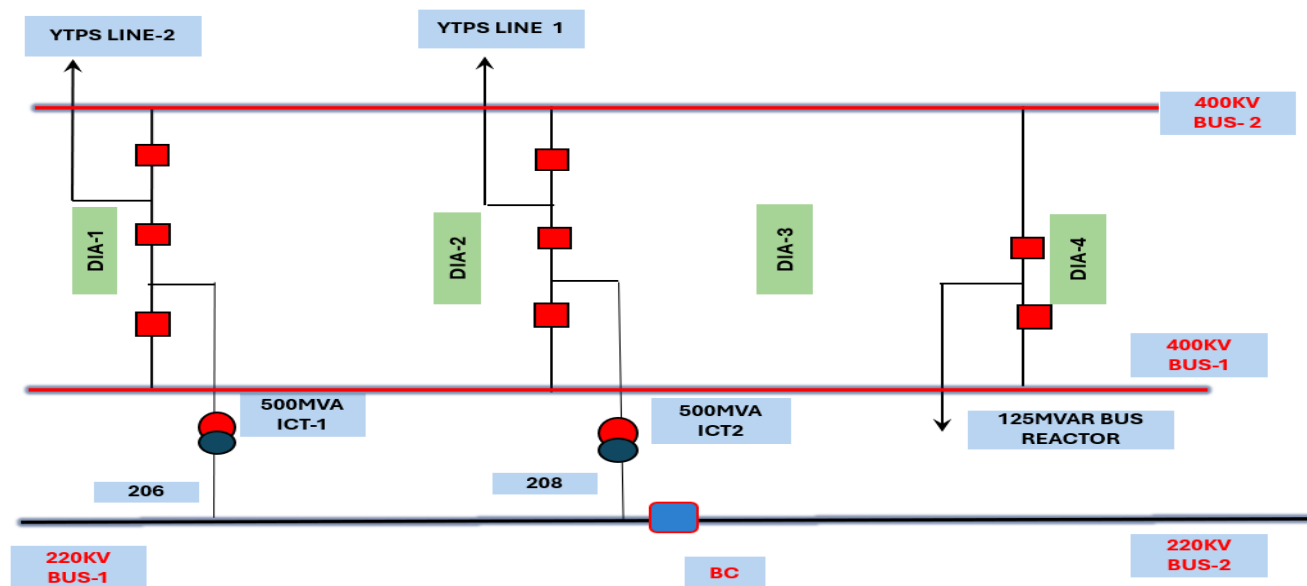 YTPS LINE-2
YTPS LINE 1
400KV
BUS- 2
DIA-1
DIA-2
DIA-3
DIA-4
400KV
BUS-1
500MVA
ICT-1
500MVA
ICT2
125MVAR BUS
REACTOR
206
208
220KV
BUS-1
BC
220KV
BUS-2